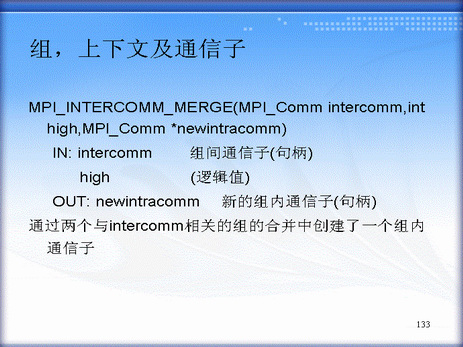 组，上下文及通信子
MPI_INTERCOMM_MERGE(MPI_Comm intercomm,int
high,MPI_Comm *newintracomm)
IN: intercomm 组间通信子(句柄)
high (逻辑值)
OUT: newintracomm 新的组内通信子(句柄)
通过两个与intercomm相关的组的合并中创建了一个组内
通信子
133